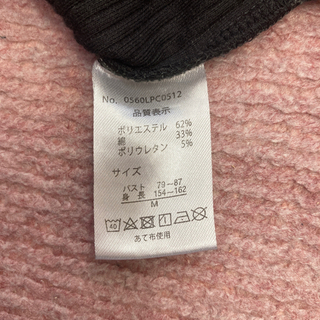 No. 0560LPC0512
品質表示
ポリエステル 62%
綿 33%
ポリウレタン 5%
サイズ
バスト 79~87
身長 154~162
M
40
あて布使用